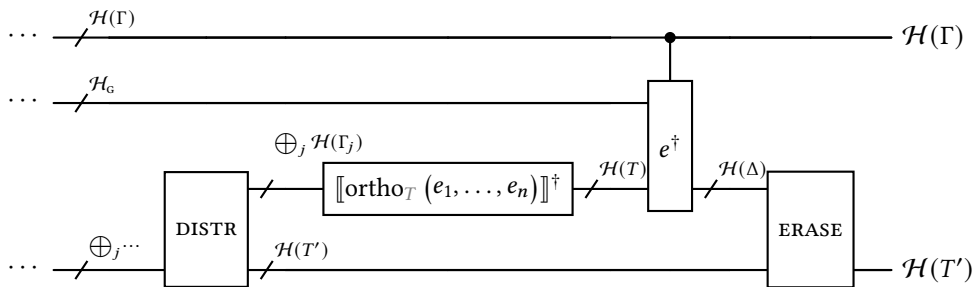 ⋯ ℋ(Γ) ℋ(Γ)
⋯ ℋ_G
e†
⨁_j ℋ(Γ_j) ⟦ortho_T (e_1, …, e_n)⟧† ℋ(T) ℋ(Δ)
DISTR ERASE
⋯ ⨁_j⋯ ℋ(T′) ℋ(T′)